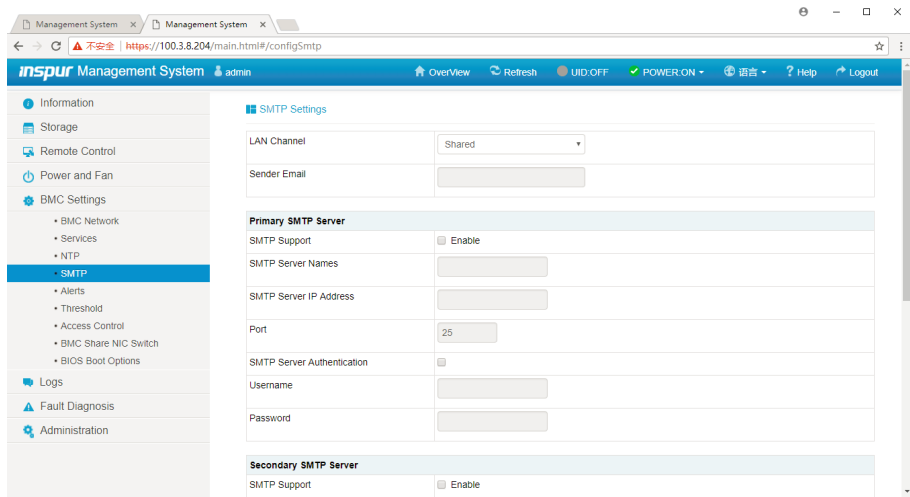 Management System
Management System
不安全 https://100.3.8.204/main.html#/configSmtp
inspur Management System admin OverView Refresh UID:OFF POWER:ON 语言 Help Logout
Information
Storage
Remote Control
Power and Fan
BMC Settings
• BMC Network
• Services
• NTP
• SMTP
• Alerts
• Threshold
• Access Control
• BMC Share NIC Switch
• BIOS Boot Options
Logs
Fault Diagnosis
Administration
SMTP Settings
LAN Channel Shared
Sender Email
Primary SMTP Server
SMTP Support Enable
SMTP Server Names
SMTP Server IP Address
Port 25
SMTP Server Authentication
Username
Password
Secondary SMTP Server
SMTP Support Enable